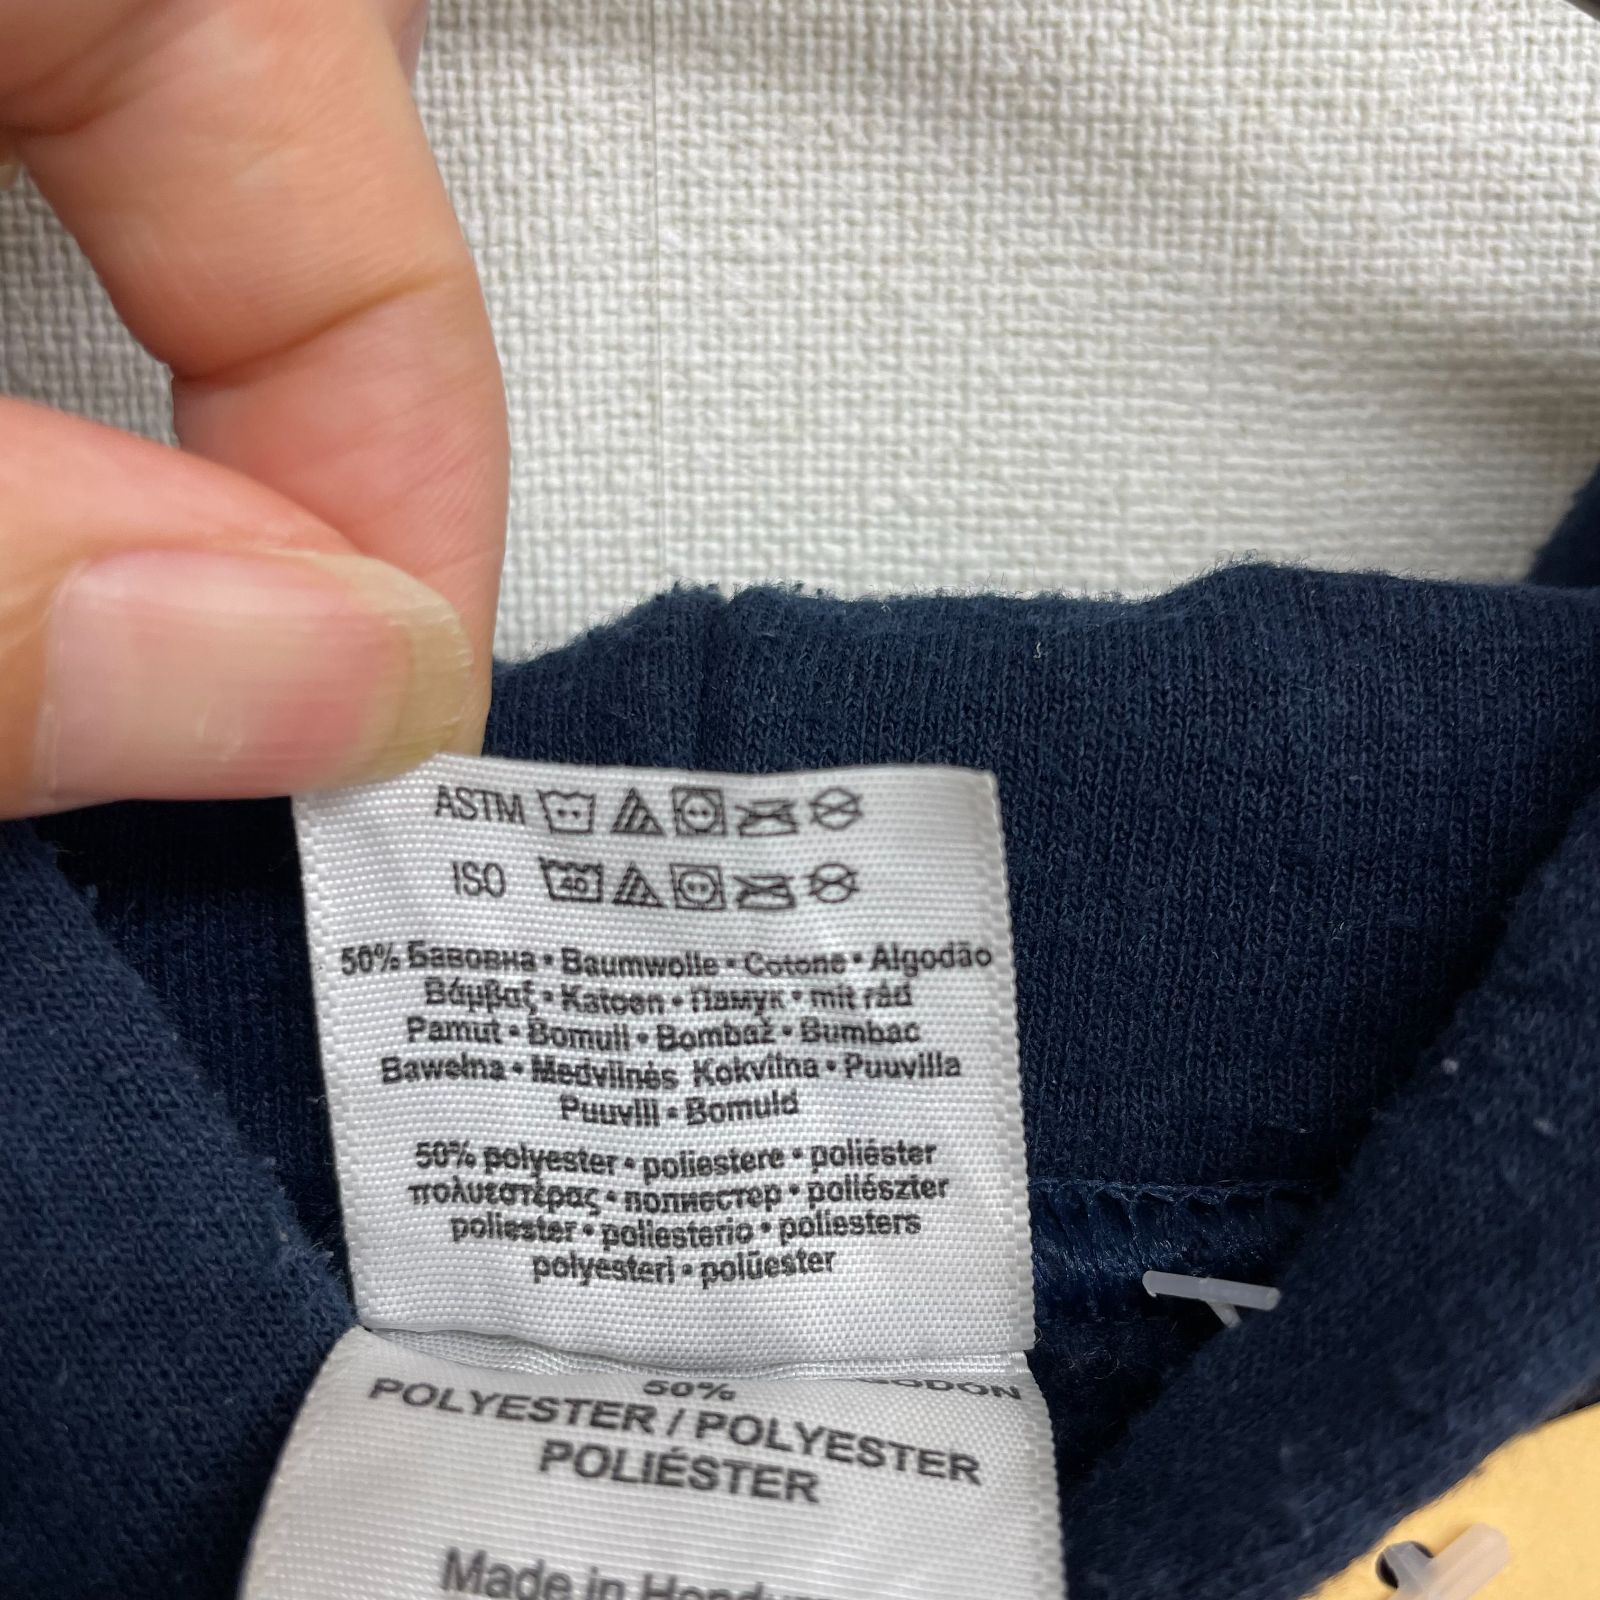 ASTM
ISO 40
50% Бавовна • Baumwolle • Cotone • Algodão
Βάμβαξ • Katoen • Памук • mit rád
Pamut • Bomull • Bombaž • Bumbac
Bawełna • Medvilnės Kokvilna • Puuvilla
Puuvill • Bomuld
50% polyester • poliestere • poliéster
πολυεστέρας • полиестер • poliészter
poliester • poliesterio • poliesters
polyesteri • polüester
50%
POLYESTER / POLYESTER
POLIÉSTER
Made in